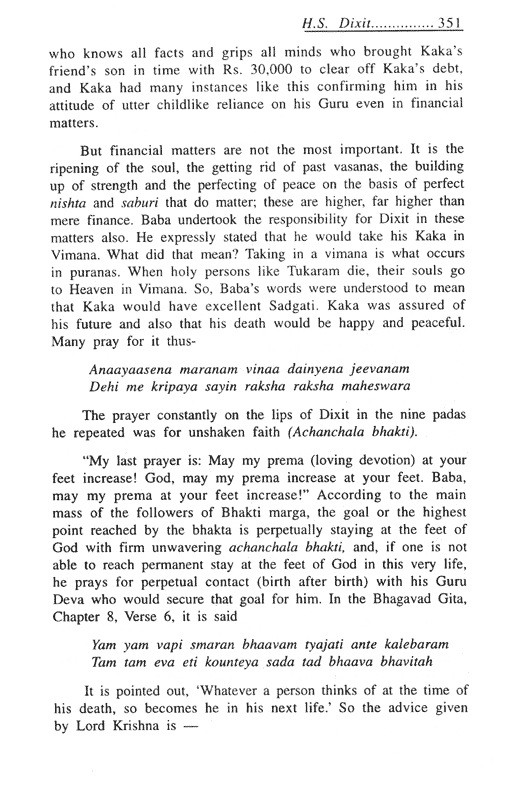 H.S. Dixit............... 351
who knows all facts and grips all minds who brought Kaka's
friend's son in time with Rs. 30,000 to clear off Kaka's debt,
and Kaka had many instances like this confirming him in his
attitude of utter childlike reliance on his Guru even in financial
matters.
But financial matters are not the most important. It is the
ripening of the soul, the getting rid of past vasanas, the building
up of strength and the perfecting of peace on the basis of perfect
nishta and saburi that do matter; these are higher, far higher than
mere finance. Baba undertook the responsibility for Dixit in these
matters also. He expressly stated that he would take his Kaka in
Vimana. What did that mean? Taking in a vimana is what occurs
in puranas. When holy persons like Tukaram die, their souls go
to Heaven in Vimana. So, Baba's words were understood to mean
that Kaka would have excellent Sadgati. Kaka was assured of
his future and also that his death would be happy and peaceful.
Many pray for it thus-
Anaayaasena maranam vinaa dainyena jeevanam
Dehi me kripaya sayin raksha raksha maheswara
The prayer constantly on the lips of Dixit in the nine padas
he repeated was for unshaken faith (Achanchala bhakti).
"My last prayer is: May my prema (loving devotion) at your
feet increase! God, may my prema increase at your feet. Baba,
may my prema at your feet increase!" According to the main
mass of the followers of Bhakti marga, the goal or the highest
point reached by the bhakta is perpetually staying at the feet of
God with firm unwavering achanchala bhakti, and, if one is not
able to reach permanent stay at the feet of God in this very life,
he prays for perpetual contact (birth after birth) with his Guru
Deva who would secure that goal for him. In the Bhagavad Gita,
Chapter 8, Verse 6, it is said
Yam yam vapi smaran bhaavam tyajati ante kalebaram
Tam tam eva eti kounteya sada tad bhaava bhavitah
It is pointed out, 'Whatever a person thinks of at the time of
his death, so becomes he in his next life.' So the advice given
by Lord Krishna is —